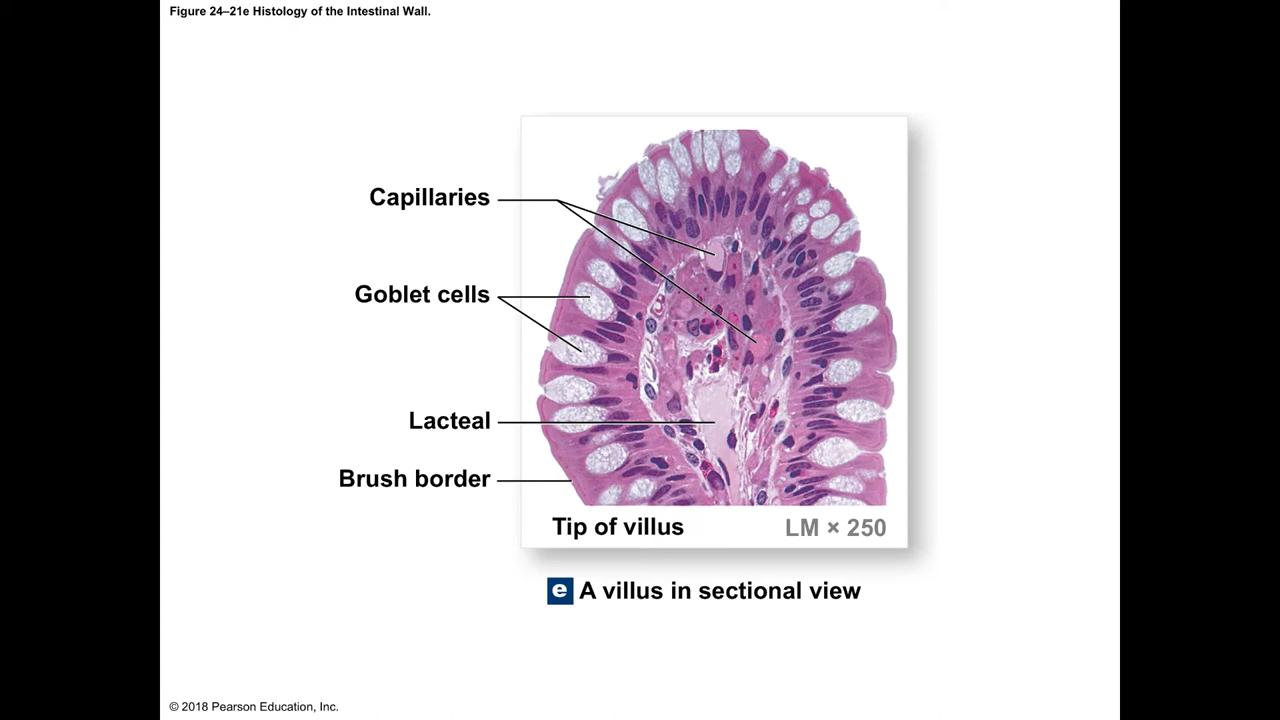 Figure 24–21e Histology of the Intestinal Wall.
Capillaries
Goblet cells
Lacteal
Brush border
Tip of villus LM × 250
e A villus in sectional view
© 2018 Pearson Education, Inc.